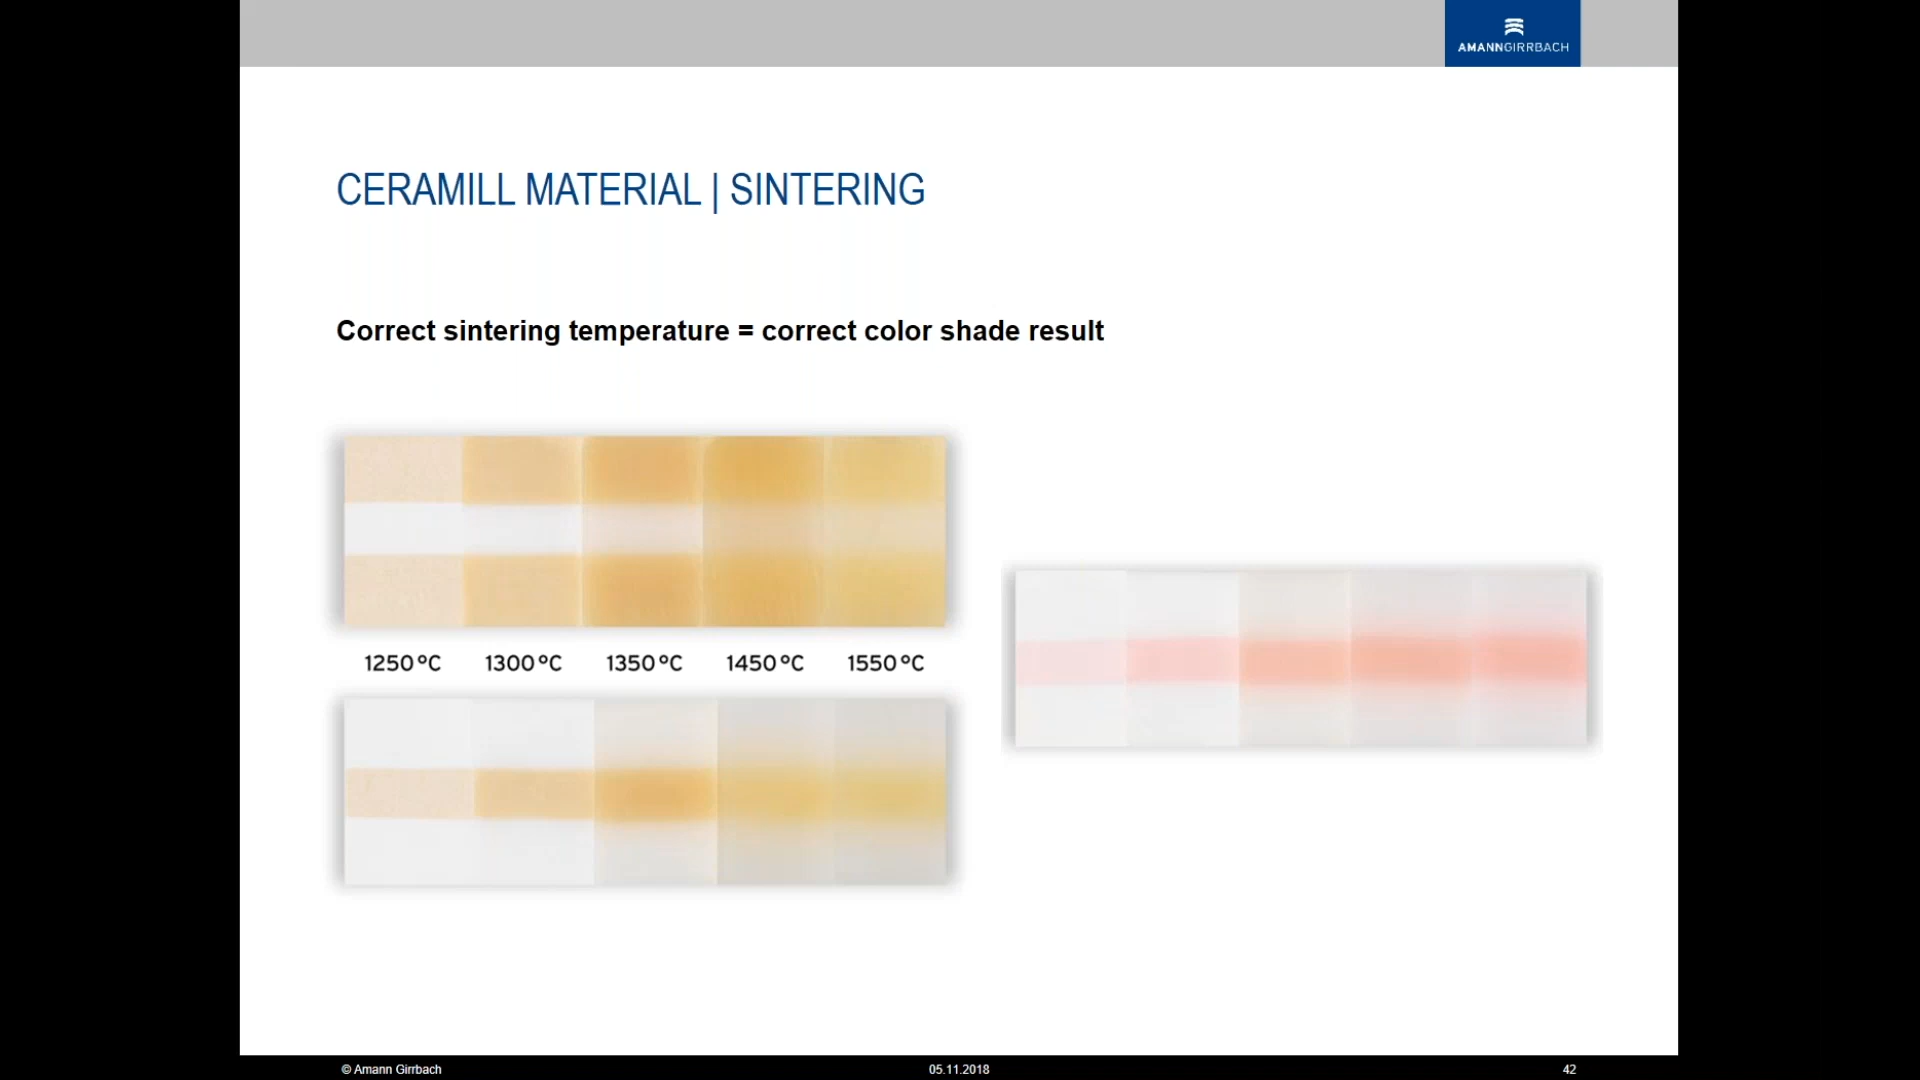 AMANNGIRRBACH
CERAMILL MATERIAL | SINTERING
Correct sintering temperature = correct color shade result
1250 °C 1300 °C 1350 °C 1450 °C 1550 °C
© Amann Girrbach 05.11.2018 42